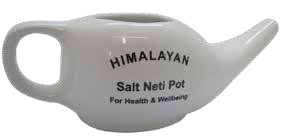 HIMALAYAN
Salt Neti Pot
For Health & Wellbeing